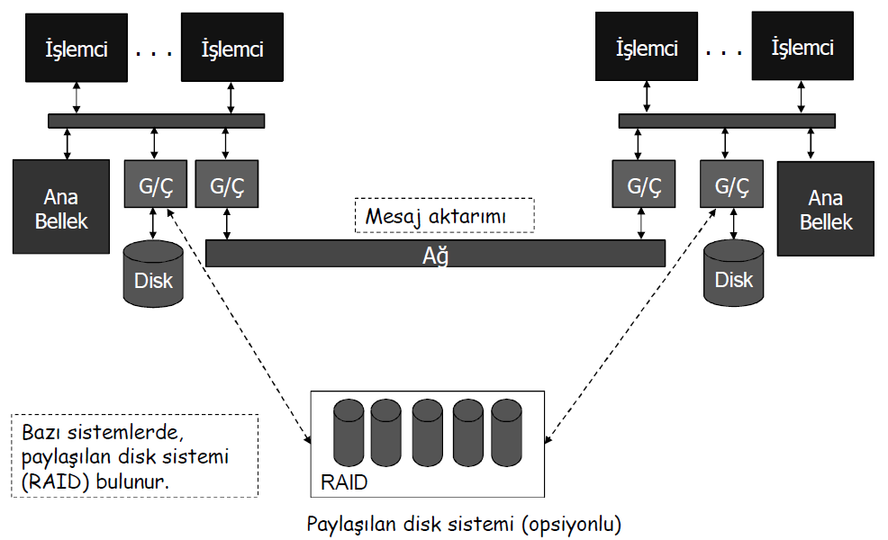 İşlemci . . . İşlemci
İşlemci . . . İşlemci
Ana
Bellek
G/Ç
G/Ç
G/Ç
G/Ç
Ana
Bellek
Mesaj aktarımı
Ağ
Disk
Disk
Bazı sistemlerde,
paylaşılan disk sistemi
(RAID) bulunur.
RAID
Paylaşılan disk sistemi (opsiyonlu)